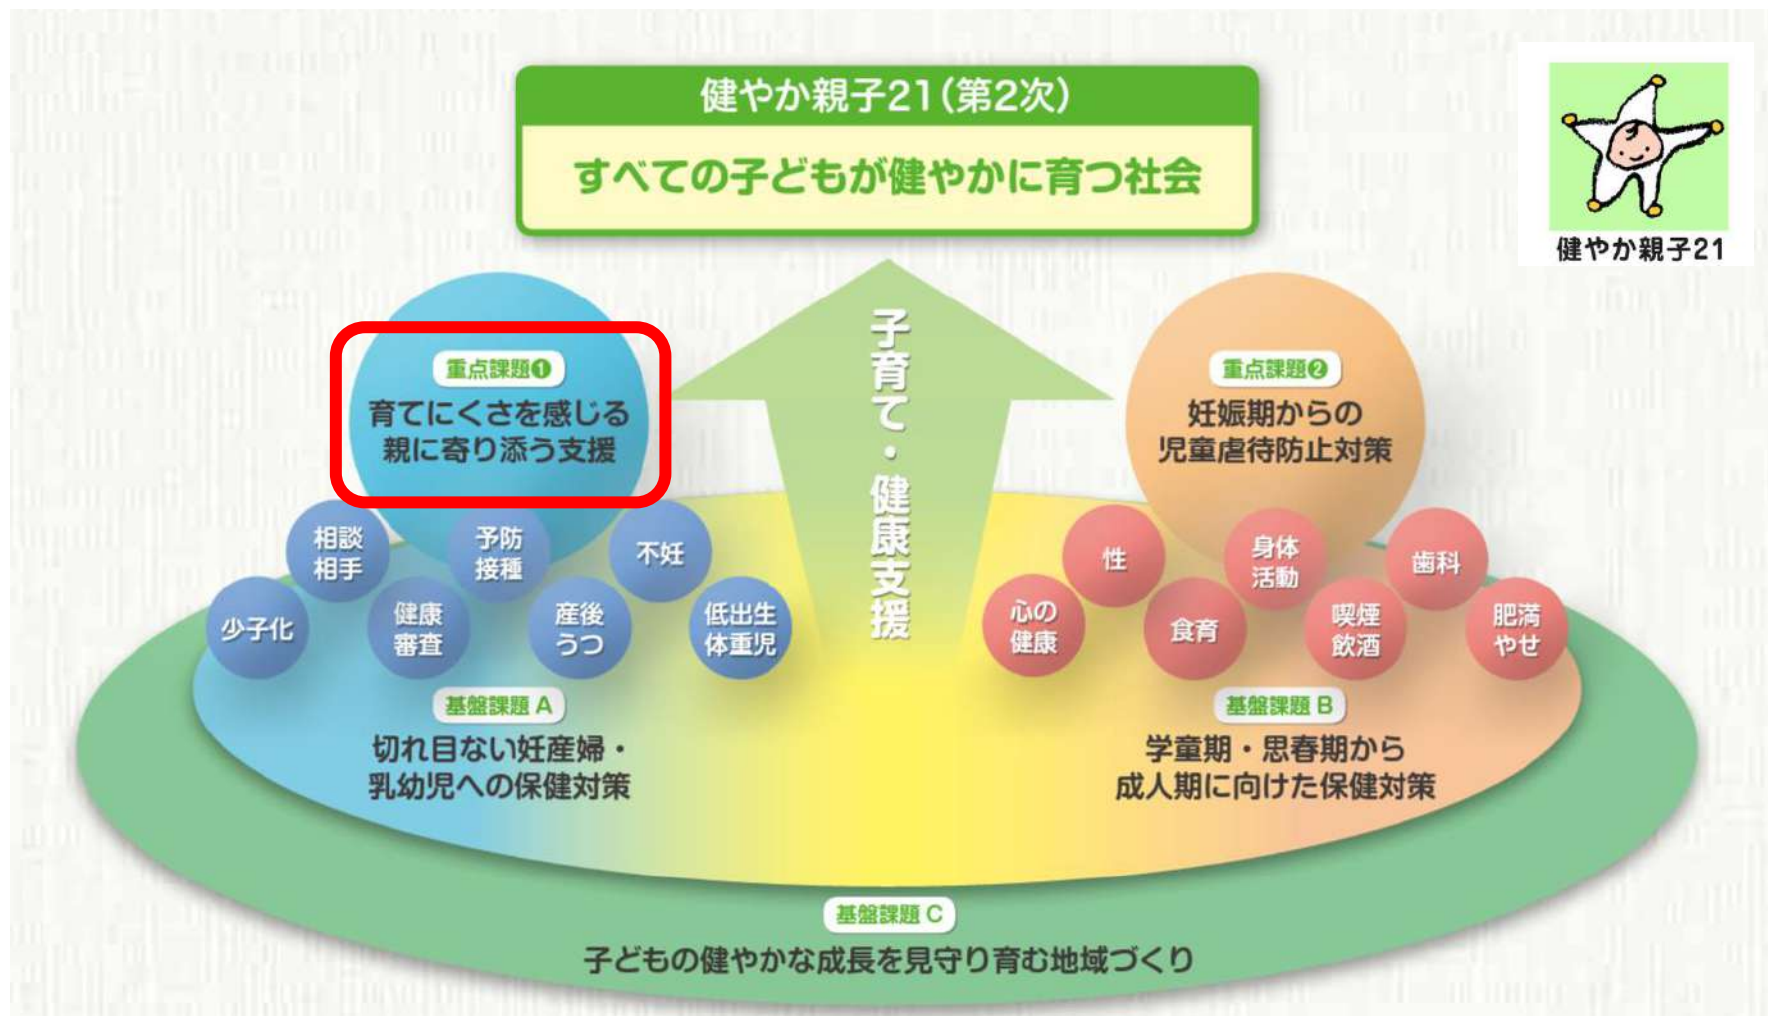 健やか親子21(第2次)
すべての子どもが健やかに育つ社会
健やか親子21
子育て・健康支援
重点課題❶
育てにくさを感じる
親に寄り添う支援
重点課題❷
妊娠期からの
児童虐待防止対策
相談
相手
予防
接種
不妊
少子化
健康
審査
産後
うつ
低出生
体重児
性
身体
活動
歯科
心の
健康
食育
喫煙
飲酒
肥満
やせ
基盤課題 A
切れ目ない妊産婦・
乳幼児への保健対策
基盤課題 B
学童期・思春期から
成人期に向けた保健対策
基盤課題 C
子どもの健やかな成長を見守り育む地域づくり